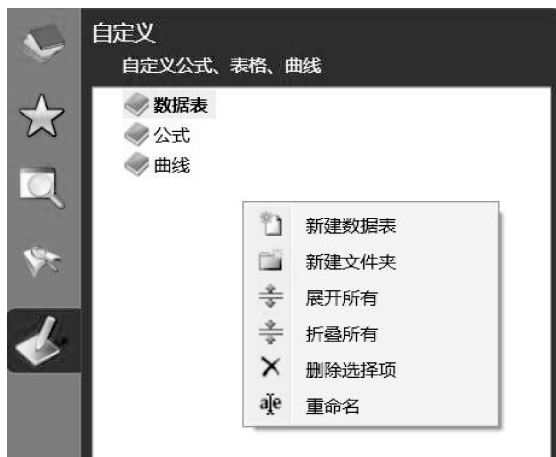 自定义
自定义公式、表格、曲线
数据表
公式
曲线
新建数据表
新建文件夹
展开所有
折叠所有
删除选择项
重命名